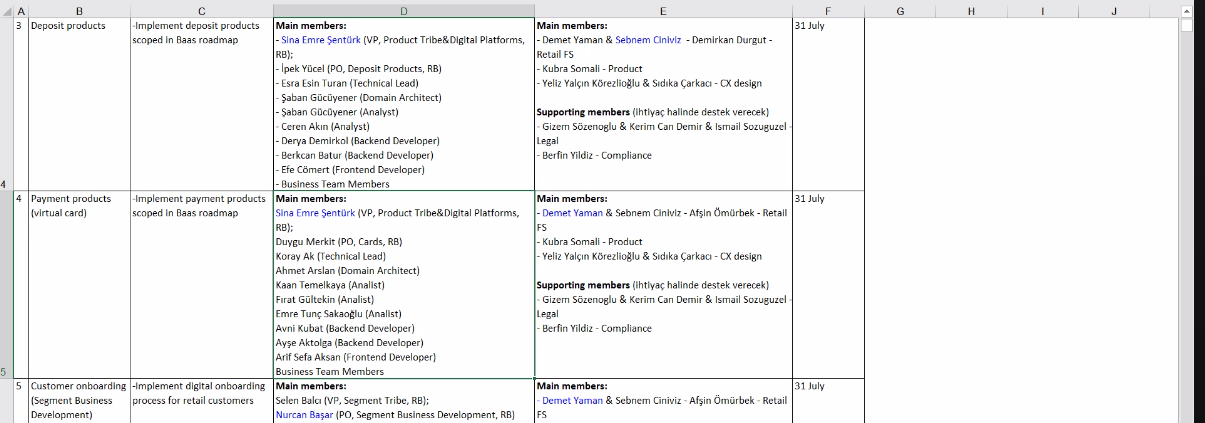 A B C D E F G H I J
4
3
Deposit products
-Implement deposit products
scoped in Baas roadmap
Main members:
- Sina Emre Şentürk (VP, Product Tribe&Digital Platforms,
RB);
- İpek Yücel (PO, Deposit Products, RB)
- Esra Esin Turan (Technical Lead)
- Şaban Gücüyener (Domain Architect)
- Şaban Gücüyener (Analyst)
- Ceren Akın (Analyst)
- Derya Demirkol (Backend Developer)
- Berkcan Batur (Backend Developer)
- Efe Cömert (Frontend Developer)
- Business Team Members
Main members:
- Demet Yaman & Sebnem Ciniviz - Demirkan Durgut -
Retail FS
- Kubra Somali - Product
- Yeliz Yalçın Körezlioğlu & Sıdıka Çarkacı - CX design
Supporting members (ihtiyaç halinde destek verecek)
- Gizem Sözenoglu & Kerim Can Demir & Ismail Sozuguzel -
Legal
- Berfin Yildiz - Compliance
31 July
5
4
Payment products
(virtual card)
-Implement payment products
scoped in Baas roadmap
Main members:
Sina Emre Şentürk (VP, Product Tribe&Digital Platforms,
RB);
Duygu Merkit (PO, Cards, RB)
Koray Ak (Technical Lead)
Ahmet Arslan (Domain Architect)
Kaan Temelkaya (Analist)
Fırat Gültekin (Analist)
Emre Tunç Sakaoğlu (Analist)
Avni Kubat (Backend Developer)
Ayşe Aktolga (Backend Developer)
Arif Sefa Aksan (Frontend Developer)
Business Team Members
Main members:
- Demet Yaman & Sebnem Ciniviz - Afşin Ömürbek - Retail
FS
- Kubra Somali - Product
- Yeliz Yalçın Körezlioğlu & Sıdıka Çarkacı - CX design
Supporting members (ihtiyaç halinde destek verecek)
- Gizem Sözenoglu & Kerim Can Demir & Ismail Sozuguzel -
Legal
- Berfin Yildiz - Compliance
31 July
5
Customer onboarding
(Segment Business
Development)
-Implement digital onboarding
process for retail customers
Main members:
Selen Balcı (VP, Segment Tribe, RB);
Nurcan Başar (PO, Segment Business Development, RB)
Main members:
- Demet Yaman & Sebnem Ciniviz - Afşin Ömürbek - Retail
FS
31 July